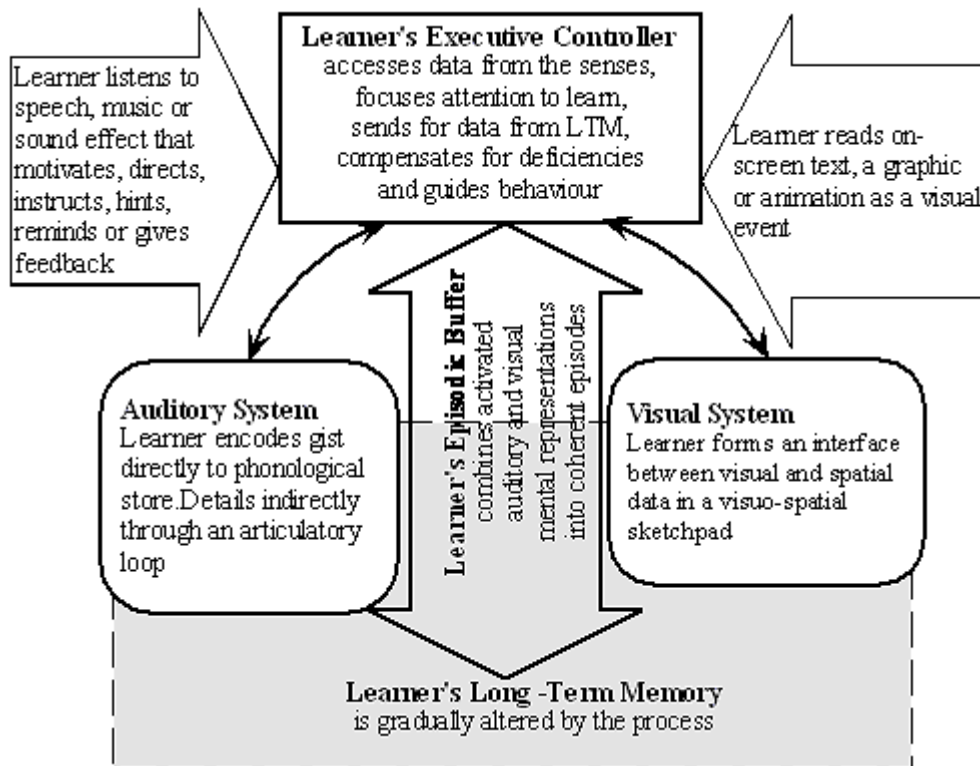 Learner's Executive Controller
accesses data from the senses,
focuses attention to learn,
sends for data from LTM,
compensates for deficiencies
and guides behaviour
Learner listens to
speech, music or
sound effect that
motivates, directs,
instructs, hints,
reminds or gives
feedback
Learner reads on-
screen text, a graphic
or animation as a visual
event
Learner's Episodic Buffer
combines activated
auditory and visual
mental representations
into coherent episodes
Auditory System
Learner encodes gist
directly to phonological
store.Details indirectly
through an articulatory
loop
Visual System
Learner forms an interface
between visual and spatial
data in a visuo-spatial
sketchpad
Learner's Long -Term Memory
is gradually altered by the process